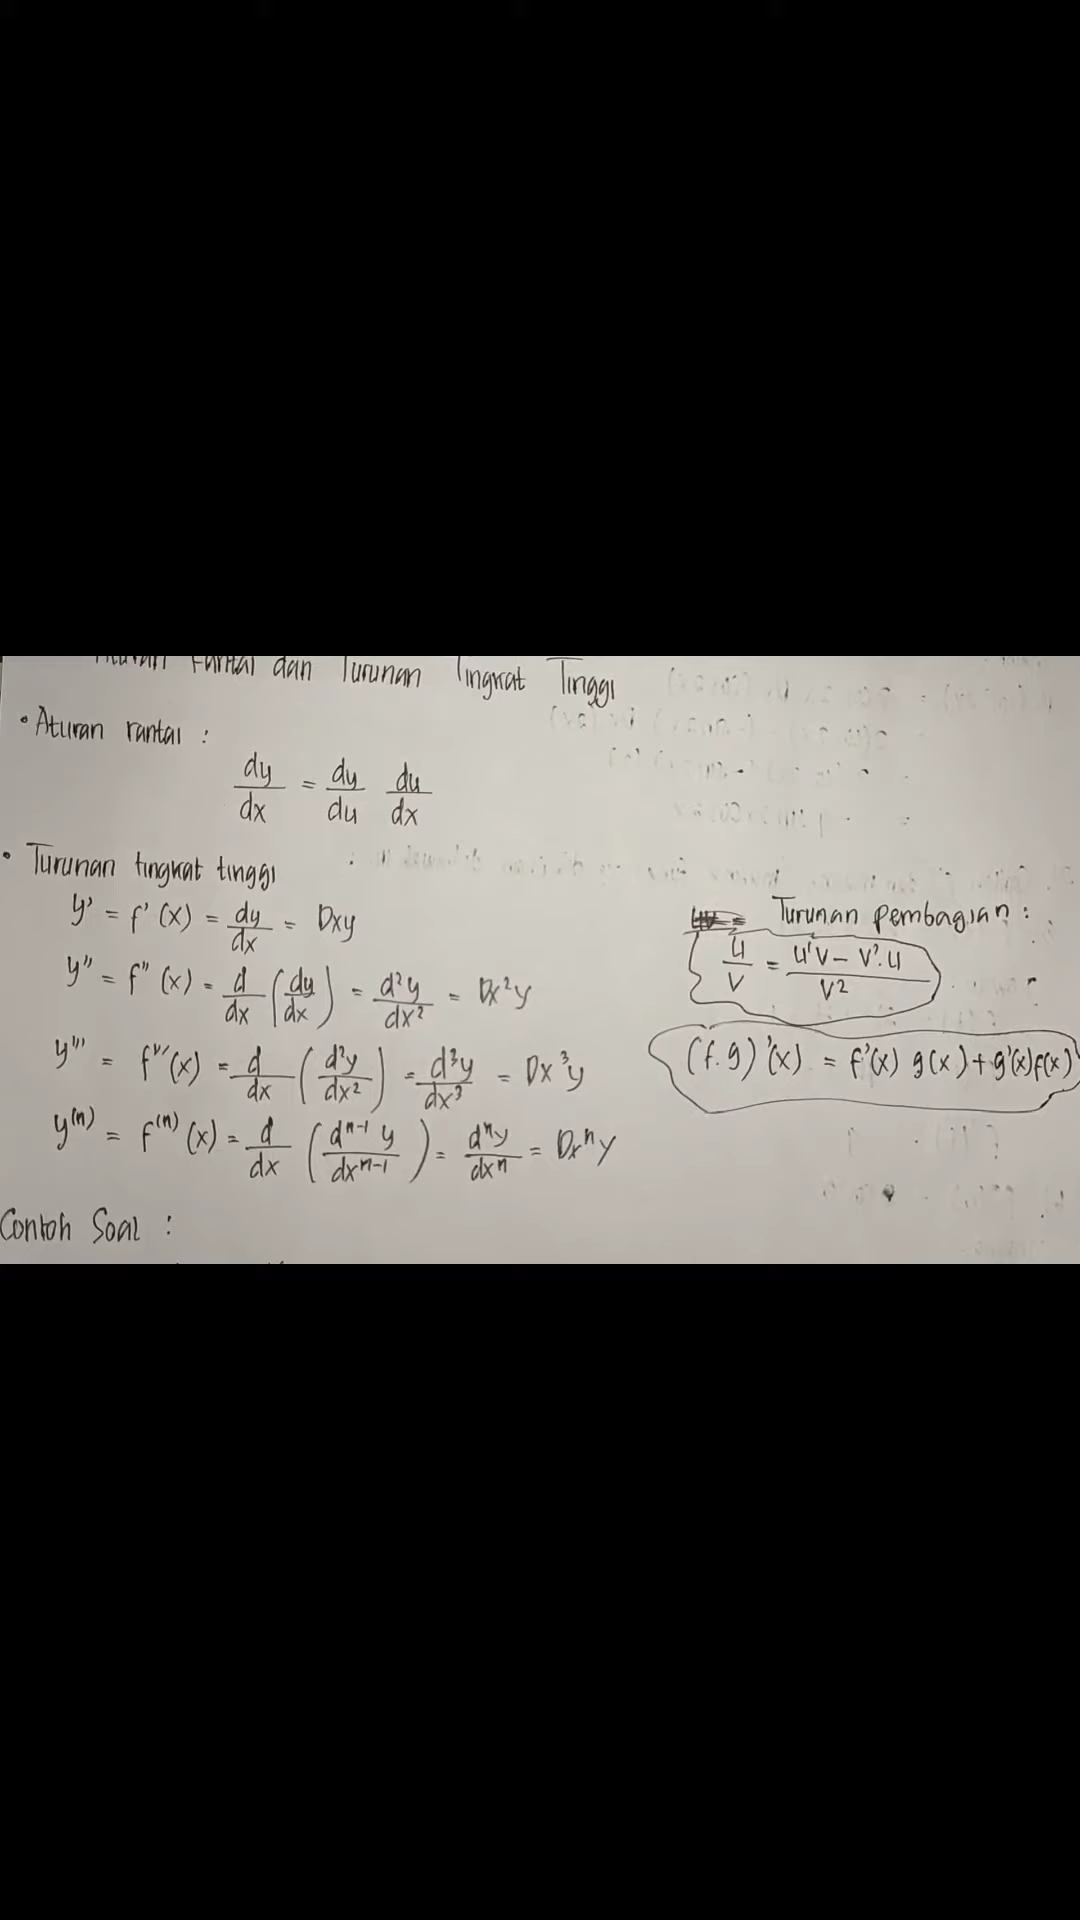 Aturan rantai dan Turunan Tingkat Tinggi
• Aturan rantai :
dy/dx = dy/du du/dx
• Turunan tingkat tinggi
y' = f'(x) = dy/dx = Dxy
y'' = f''(x) = d/dx (dy/dx) = d²y/dx² = Dx²y
y''' = f'''(x) = d/dx (d²y/dx²) = d³y/dx³ = Dx³y
y⁽ⁿ⁾ = f⁽ⁿ⁾(x) = d/dx (dⁿ⁻¹y/dxⁿ⁻¹) = dⁿy/dxⁿ = Dxⁿy
Turunan pembagian :
u/v = u'v - v'.u/v²
(f.g)'(x) = f'(x) g(x) + g'(x)f(x)
Contoh Soal :